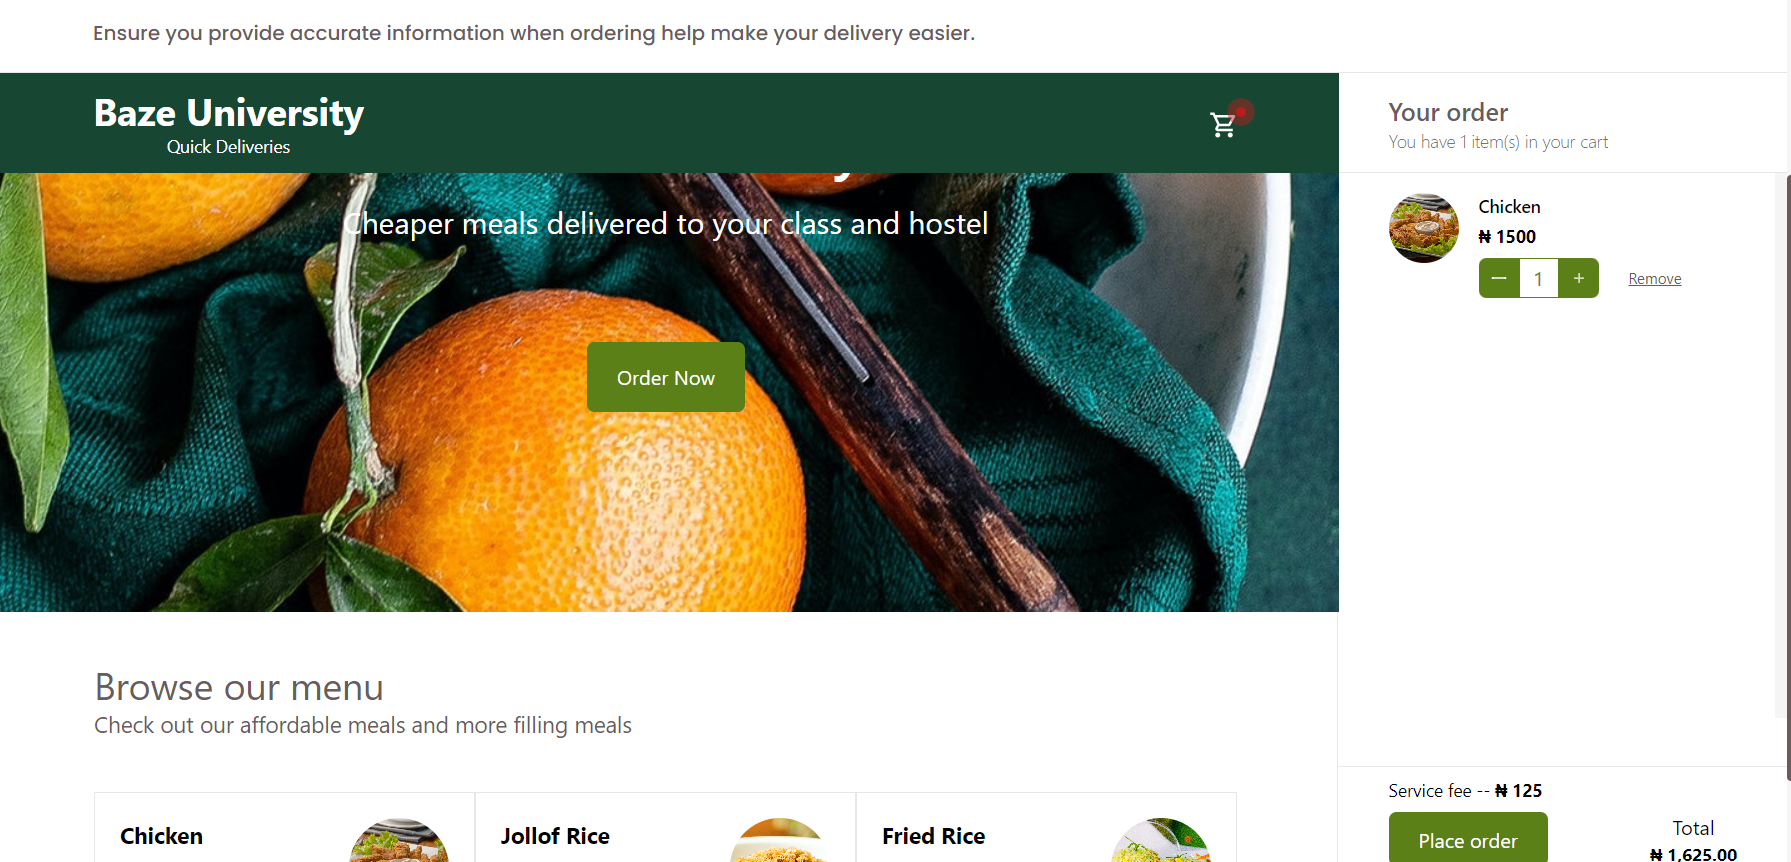 Ensure you provide accurate information when ordering help make your delivery easier.
Baze University
Quick Deliveries
Cheaper meals delivered to your class and hostel
Order Now
Browse our menu
Check out our affordable meals and more filling meals
Chicken
Jollof Rice
Fried Rice
Your order
You have 1 item(s) in your cart
Chicken
₦ 1500
1
Remove
Service fee -- ₦ 125
Place order
Total
₦ 1,625.00